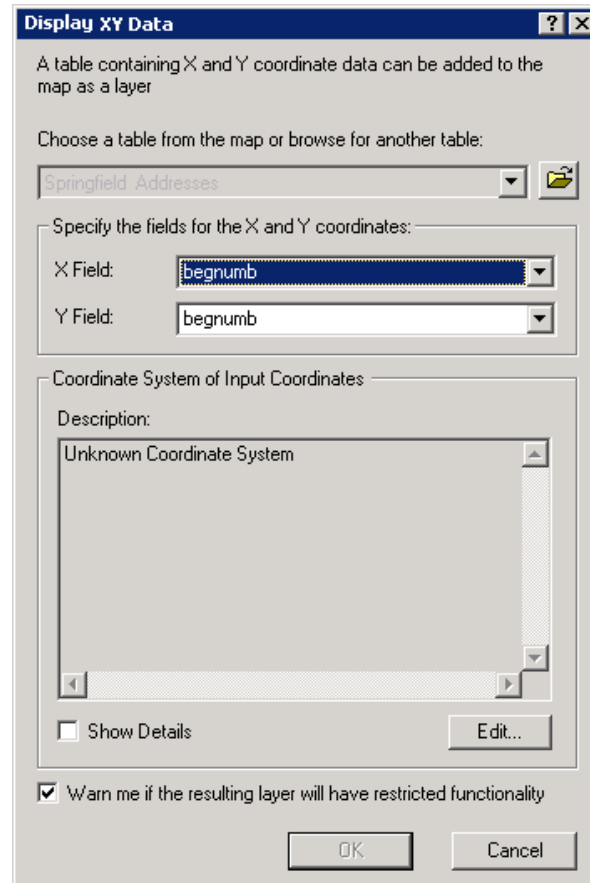 Display XY Data
A table containing X and Y coordinate data can be added to the
map as a layer
Choose a table from the map or browse for another table:
Springfield Addresses
Specify the fields for the X and Y coordinates:
X Field:
begnumb
Y Field:
begnumb
Coordinate System of Input Coordinates
Description:
Unknown Coordinate System
Show Details
Edit...
Warn me if the resulting layer will have restricted functionality
OK
Cancel